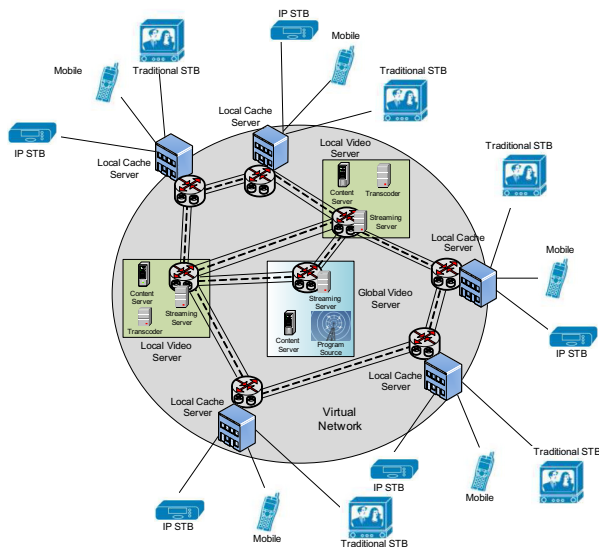 IP STB
Mobile
Traditional STB
Mobile
Traditional STB
IP STB
Local Cache
Server
Local Cache
Server
Local Video
Server
Content
Server
Transcoder
Streaming
Server
Traditional STB
Mobile
IP STB
Local Cache
Server
Content
Server
Streaming
Server
Transcoder
Local Video
Server
Streaming
Server
Content
Server
Program
Source
Global Video
Server
Local Cache
Server
Local Cache
Server
Virtual
Network
IP STB
Mobile
Traditional STB
IP STB
Mobile
Traditional STB